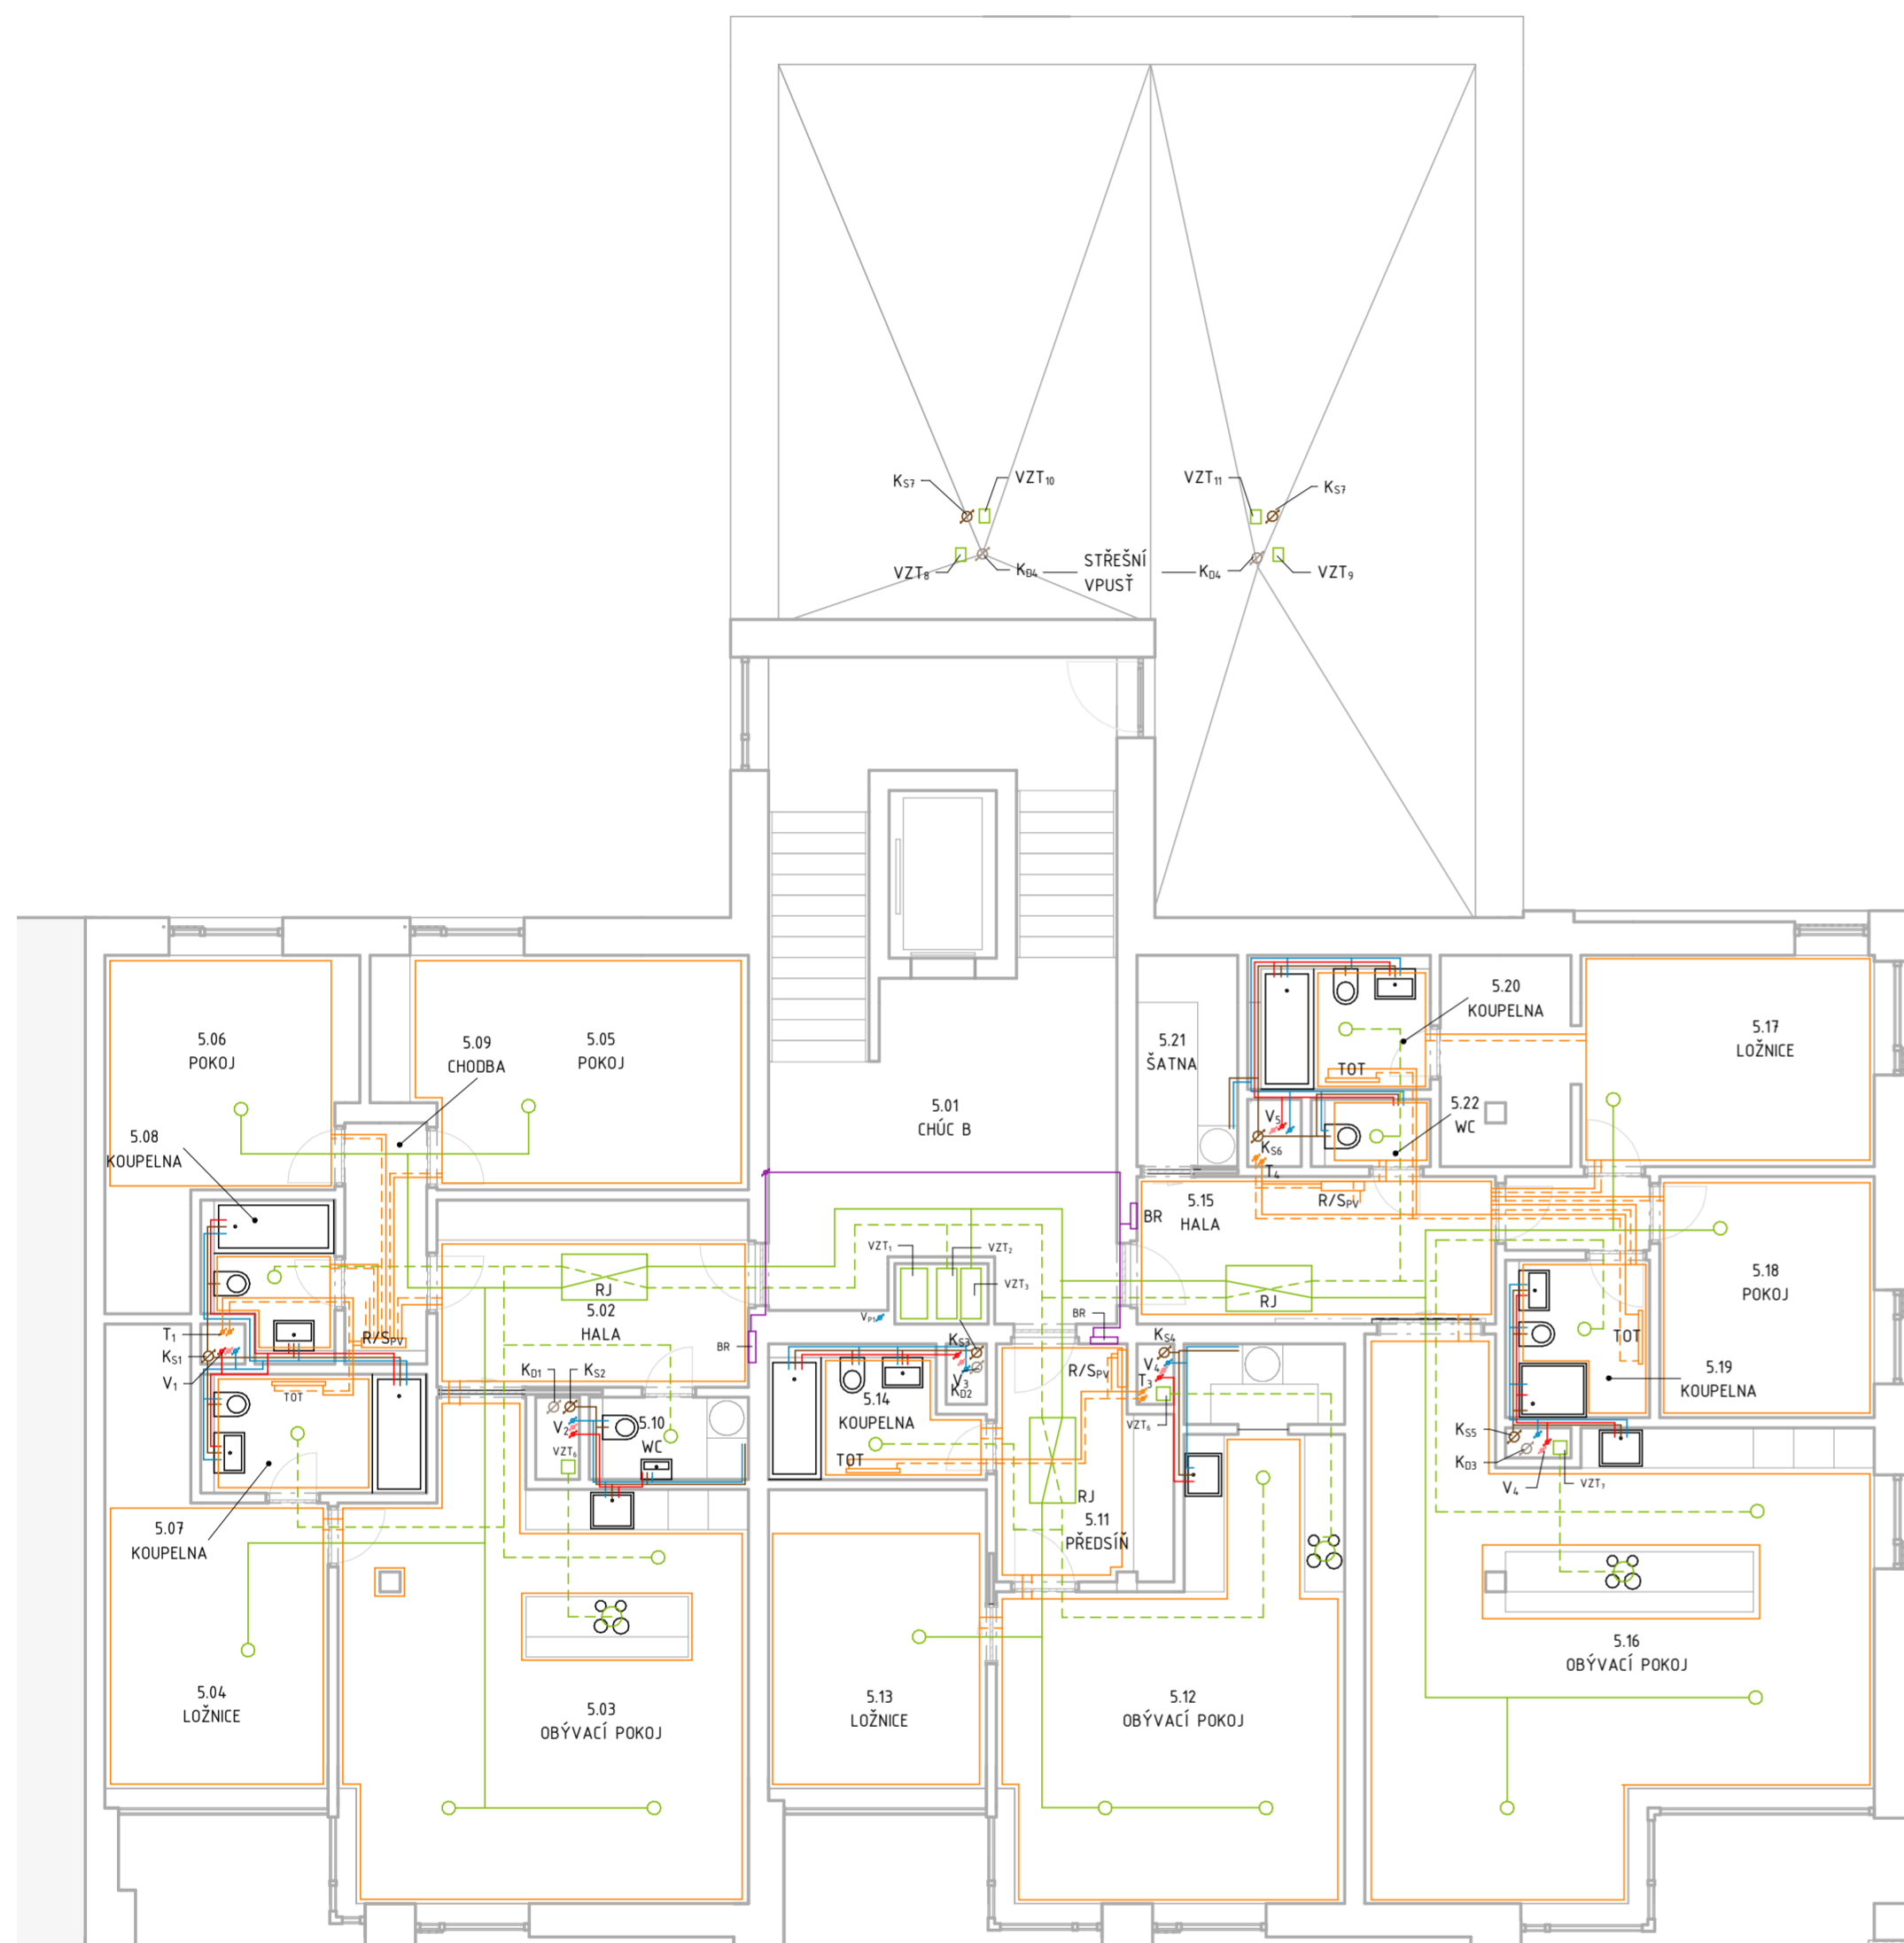 KS7
VZT10
VZT11
KS7
VZT8
KD4
STŘEŠNÍ
VPUSŤ
KD4
VZT9
5.06
POKOJ
5.09
CHODBA
5.05
POKOJ
5.01
CHÚC B
5.21
ŠATNA
5.20
KOUPELNA
5.17
LOŽNICE
TOT
5.08
KOUPELNA
V5
KS6
T4
5.22
WC
5.15
HALA
R/SPV
BR
VZT1
VZT2
VZT3
RJ
5.02
HALA
RJ
5.18
POKOJ
T1
KS1
V1
R/SPV
BR
VP1
BR
KS3
V3
KD2
KS4
V4
T3
R/SPV
VZT6
TOT
5.19
KOUPELNA
TOT
KD1
KS2
V2
VZT6
5.10
WC
5.14
KOUPELNA
TOT
KS5
KD3
V4
VZT7
RJ
5.11
PŘEDSÍŇ
5.07
KOUPELNA
5.04
LOŽNICE
5.03
OBÝVACÍ POKOJ
5.13
LOŽNICE
5.12
OBÝVACÍ POKOJ
5.16
OBÝVACÍ POKOJ